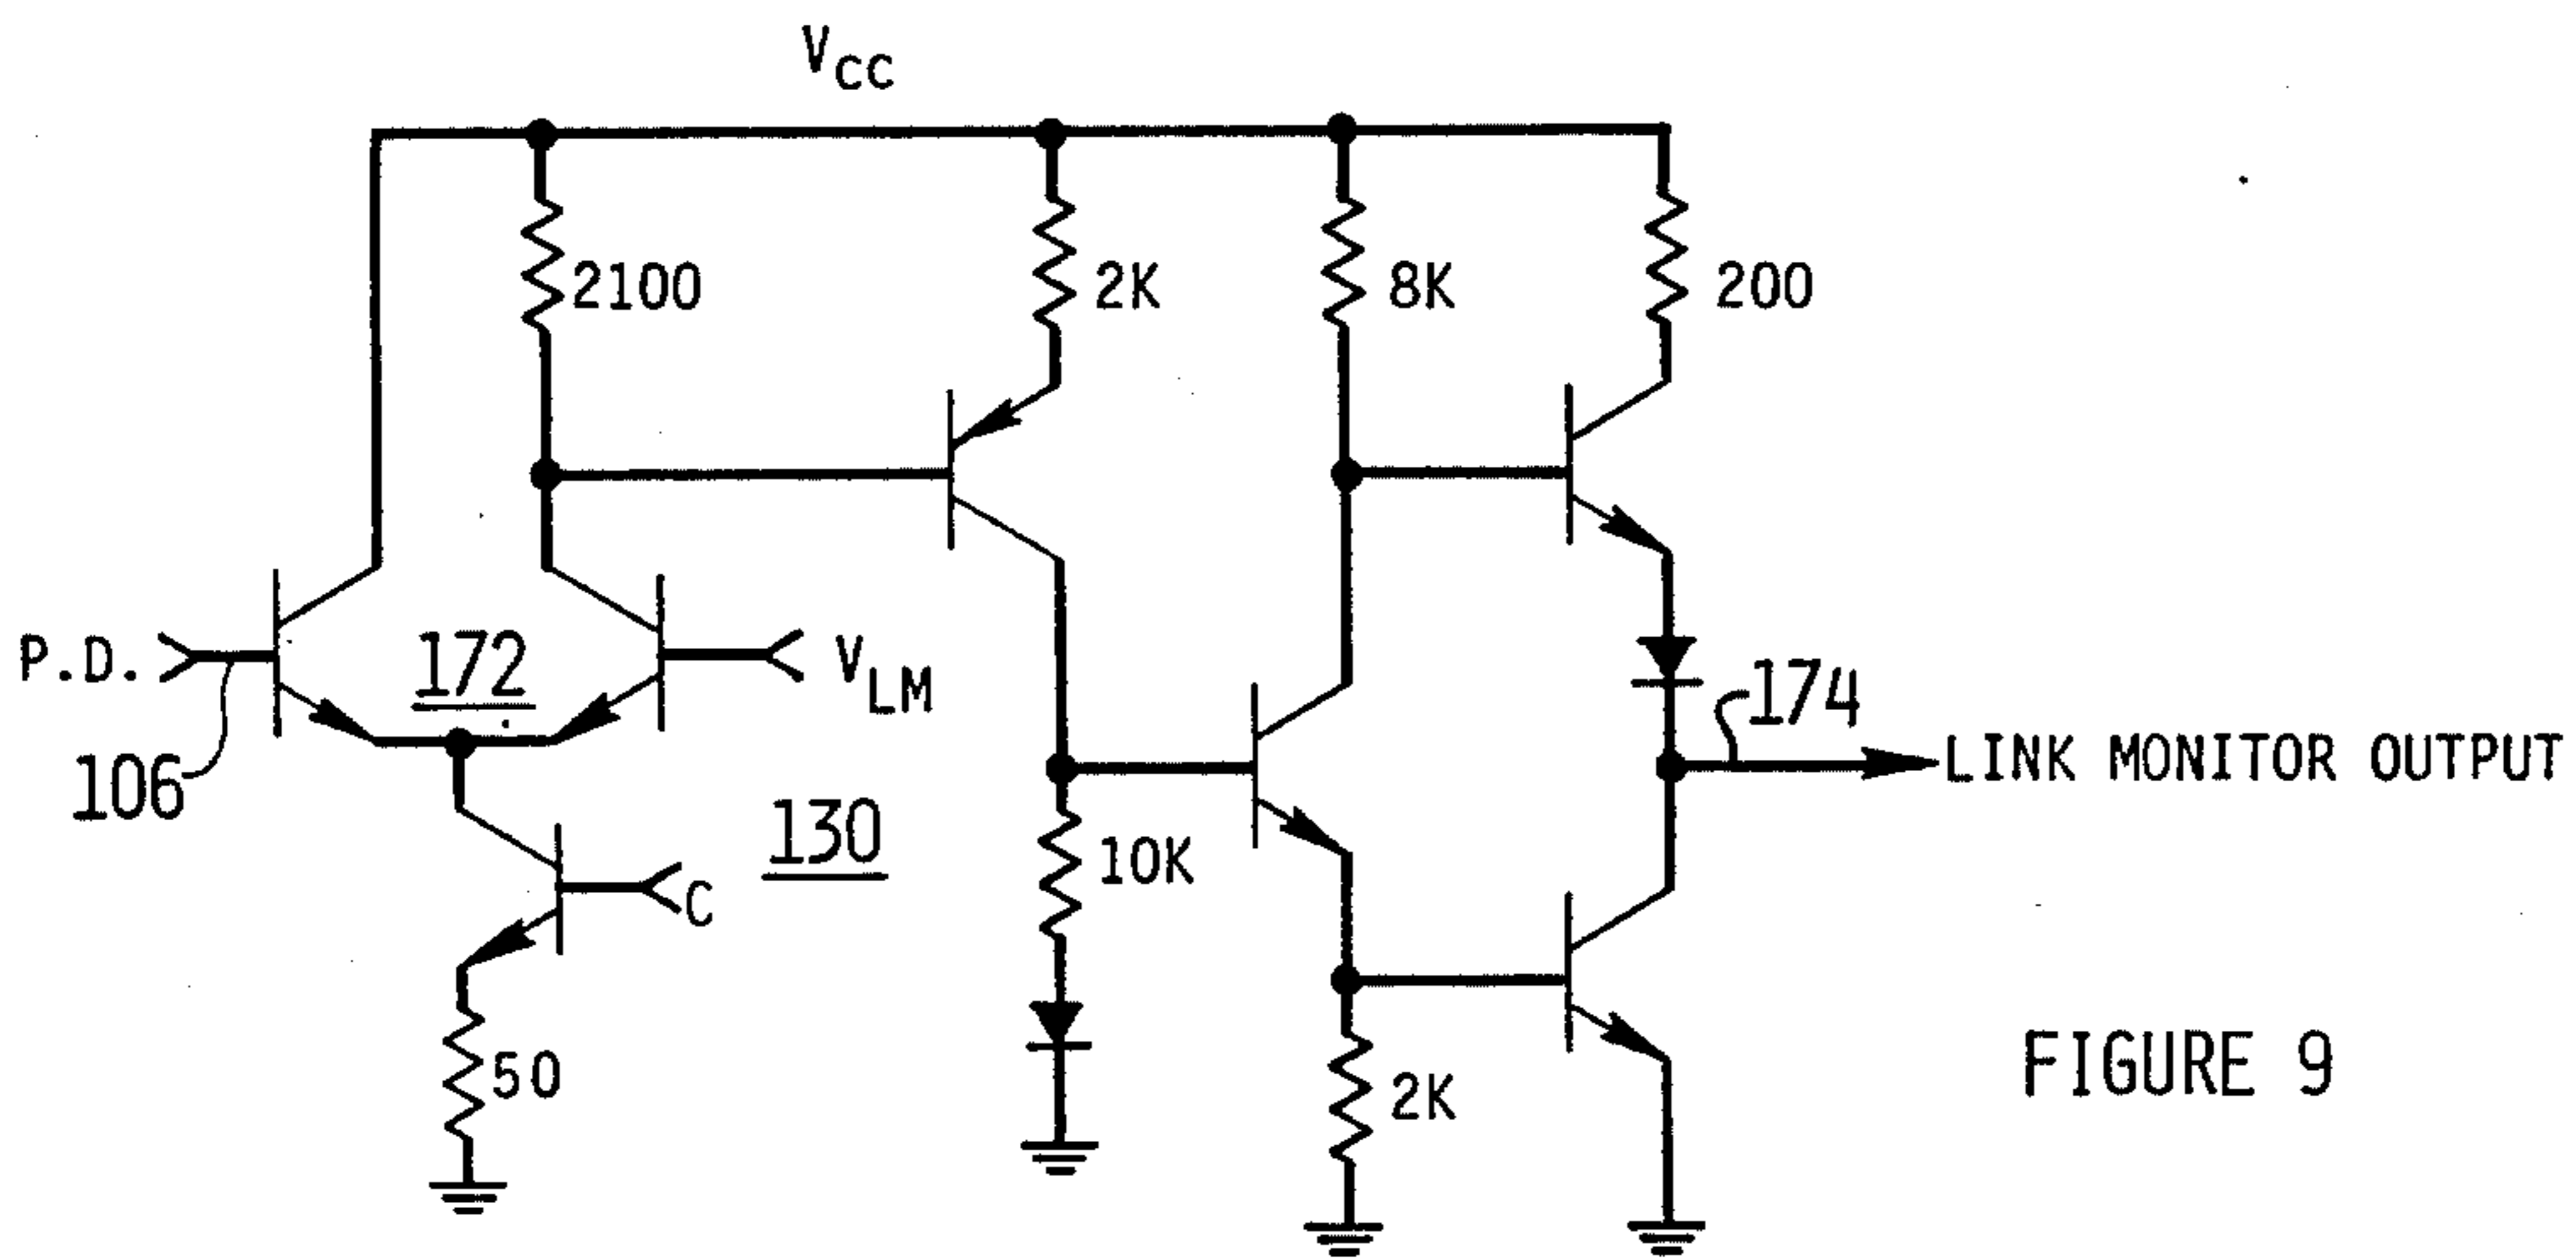 VCC
2100
2K
8K
200
P.D.
172
VLM
174
106
LINK MONITOR OUTPUT
130
10K
C
50
2K
FIGURE 9